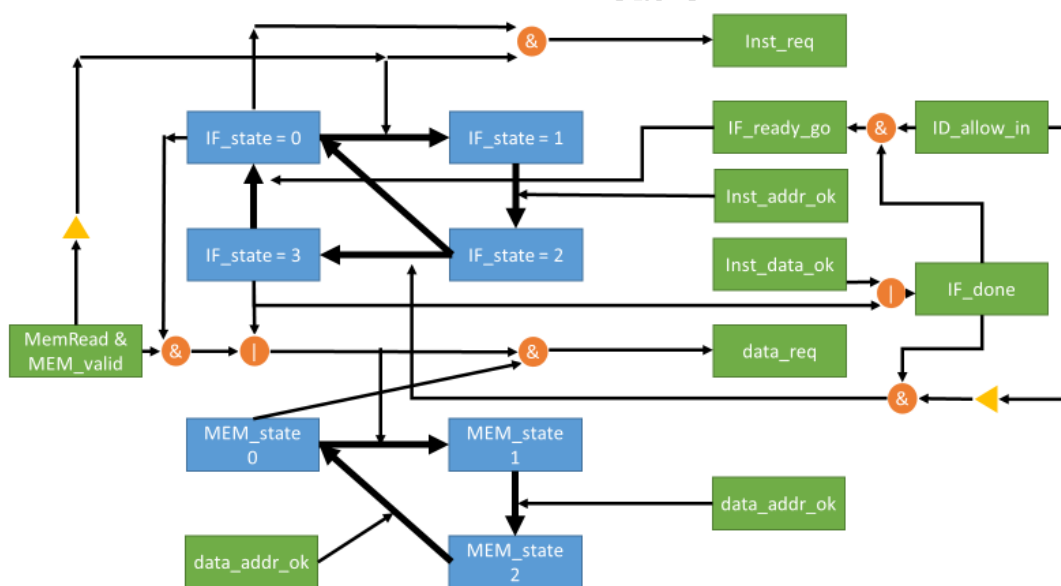 &
Inst_req
IF_state = 0
IF_state = 1
IF_ready_go
&
ID_allow_in
Inst_addr_ok
IF_state = 3
IF_state = 2
Inst_data_ok
|
IF_done
MemRead &
MEM_valid
&
|
&
data_req
&
MEM_state
0
MEM_state
1
data_addr_ok
data_addr_ok
MEM_state
2